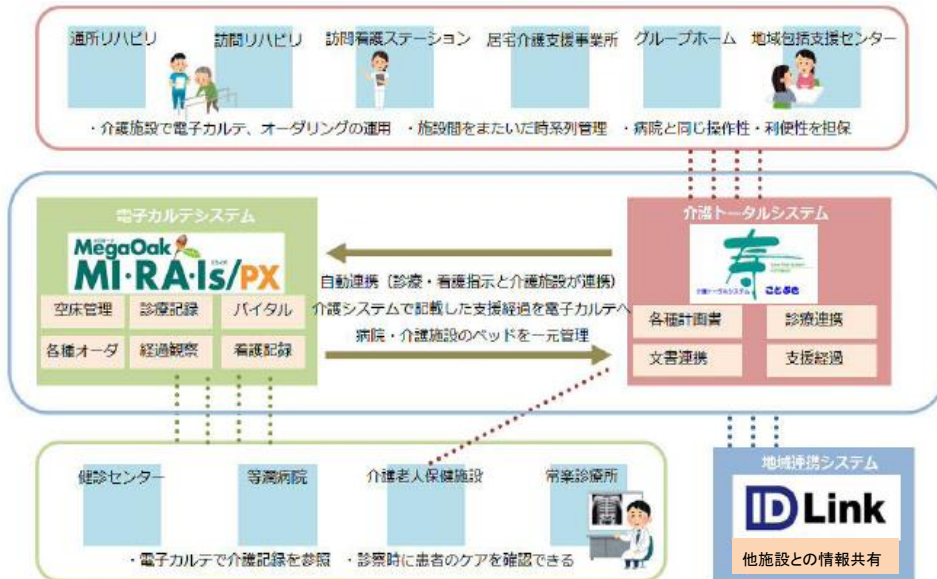 通所リハビリ
訪問リハビリ
訪問看護ステーション
居宅介護支援事業所
グループホーム
地域包括支援センター
・介護施設で電子カルテ、オーダリングの運用 ・施設間をまたいだ時系列管理 ・病院と同じ操作性・利便性を担保
電子カルテシステム
MegaOak
MI・RA・Is/PX
空床管理
診療記録
バイタル
各種オーダ
経過観察
看護記録
自動連携（診療・看護指示と介護施設が連携）
介護システムで記載した支援経過を電子カルテへ
病院・介護施設のベッドを一元管理
介護トータルシステム
寿
介護トータルシステム ことぶき
各種計画書
診療連携
文書連携
支援経過
健診センター
等潤病院
介護老人保健施設
常楽診療所
・電子カルテで介護記録を参照 ・診察時に患者のケアを確認できる
地域連携システム
ID Link
他施設との情報共有